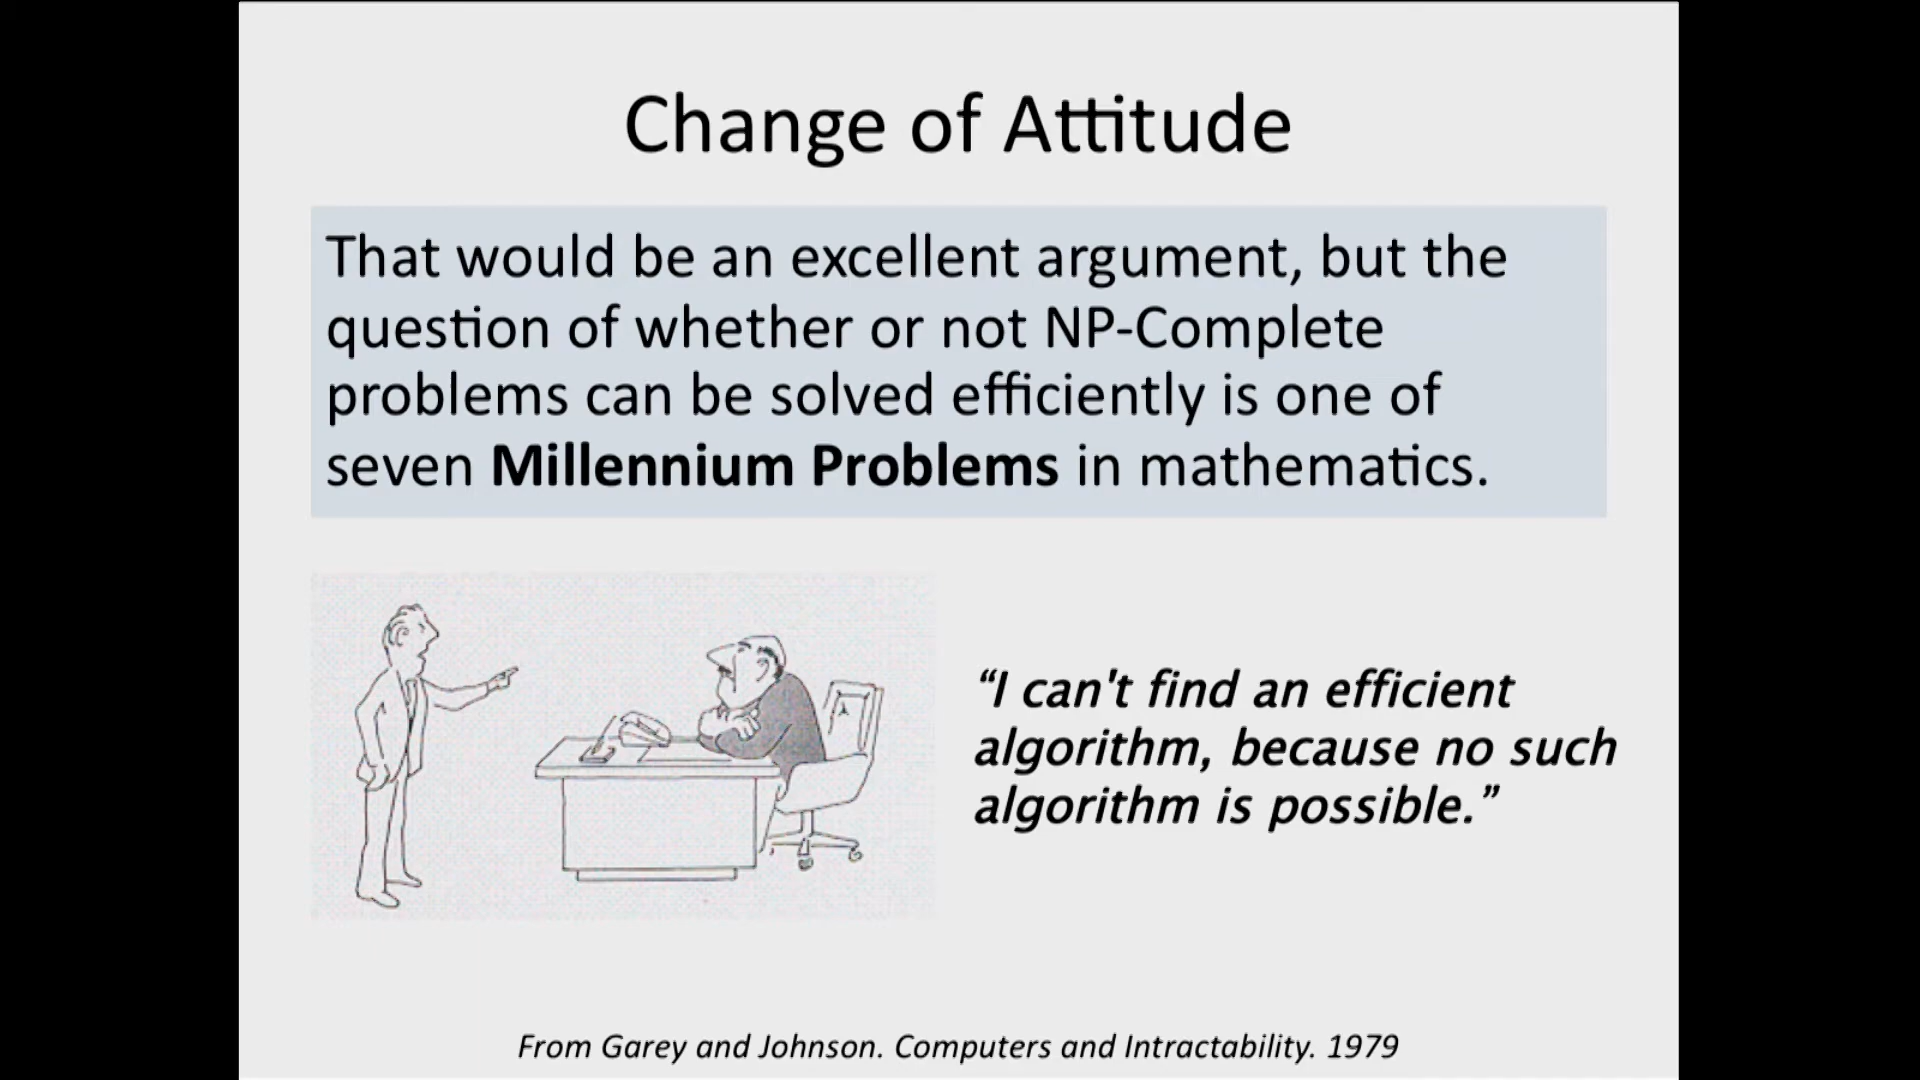 Change of Attitude
That would be an excellent argument, but the
question of whether or not NP-Complete
problems can be solved efficiently is one of
seven Millennium Problems in mathematics.
“I can't find an efficient
algorithm, because no such
algorithm is possible.”
From Garey and Johnson. Computers and Intractability. 1979